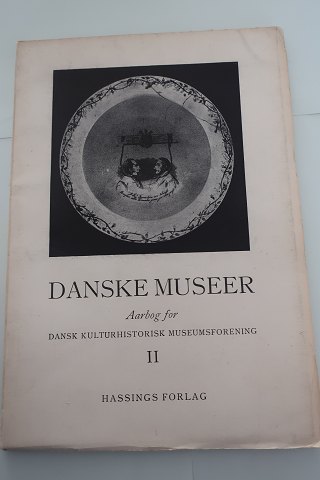 DANSKE MUSEER
Aarbog for
DANSK KULTURHISTORISK MUSEUMSFORENING
II
HASSINGS FORLAG